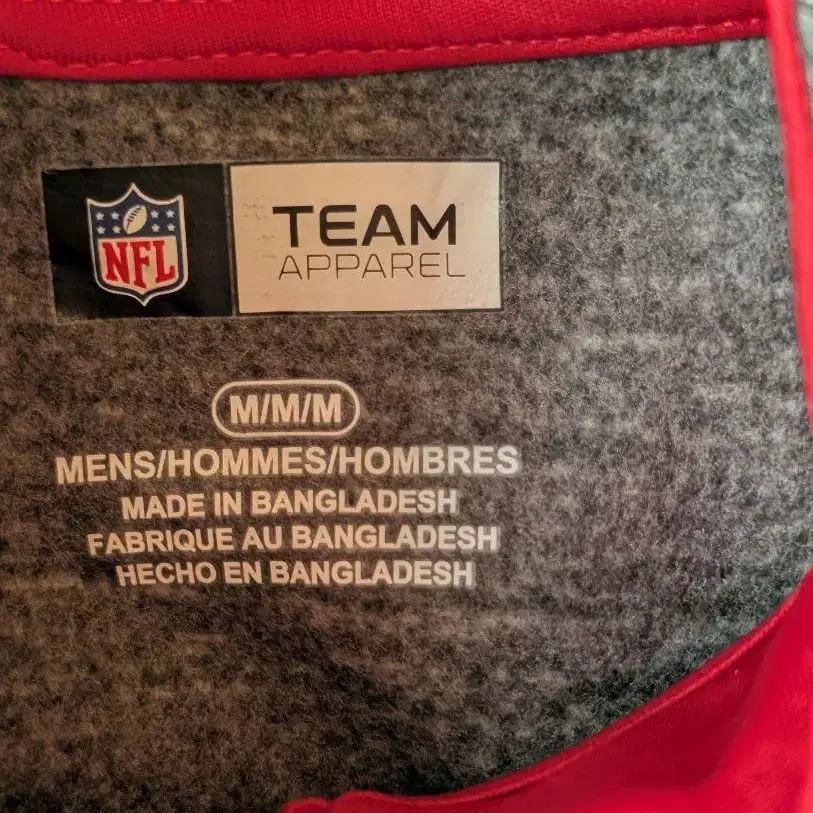 NFL
TEAM
APPAREL
M/M/M
MENS/HOMMES/HOMBRES
MADE IN BANGLADESH
FABRIQUE AU BANGLADESH
HECHO EN BANGLADESH